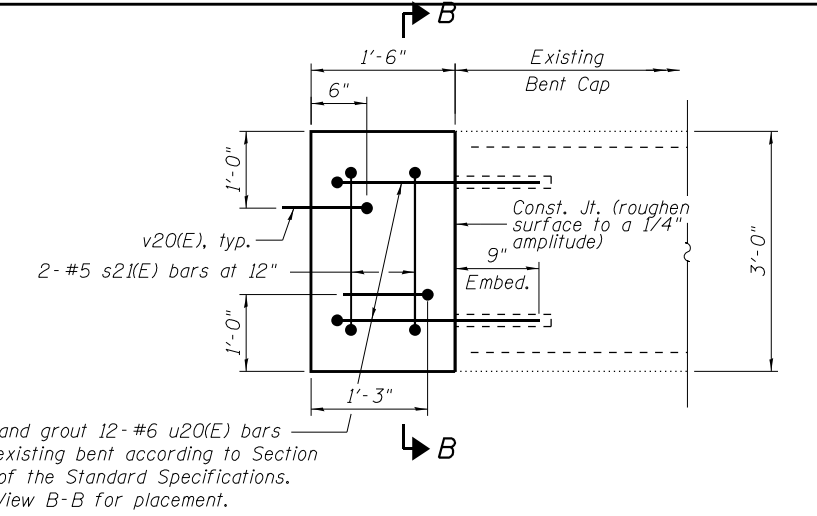 B
1'-6"
Existing
Bent Cap
6"
1'-0"
v20(E), typ.
Const. Jt. (roughen
surface to a 1/4"
amplitude)
2-#5 s21(E) bars at 12"
9"
Embed.
3'-0"
1'-0"
1'-3"
and grout 12-#6 u20(E) bars
existing bent according to Section
of the Standard Specifications.
View B-B for placement.
B